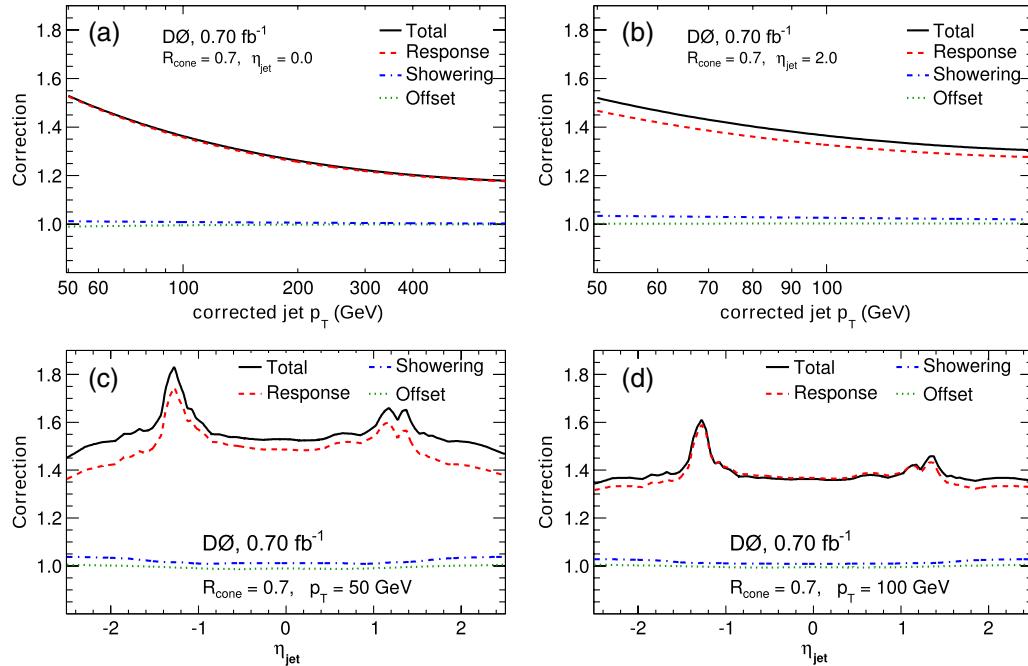 (a)
DØ, 0.70 fb⁻¹
R_cone = 0.7, η_jet = 0.0
Total
Response
Showering
Offset
Correction
1.8
1.6
1.4
1.2
1.0
50 60 100 200 300 400
corrected jet p_T (GeV)
(b)
DØ, 0.70 fb⁻¹
R_cone = 0.7, η_jet = 2.0
Total
Response
Showering
Offset
Correction
1.8
1.6
1.4
1.2
1.0
50 60 70 80 90 100
corrected jet p_T (GeV)
(c)
Total
Response
Showering
Offset
Correction
1.8
1.6
1.4
1.2
1.0
DØ, 0.70 fb⁻¹
R_cone = 0.7, p_T = 50 GeV
-2 -1 0 1 2
η_jet
(d)
Total
Response
Showering
Offset
Correction
1.8
1.6
1.4
1.2
1.0
DØ, 0.70 fb⁻¹
R_cone = 0.7, p_T = 100 GeV
-2 -1 0 1 2
η_jet